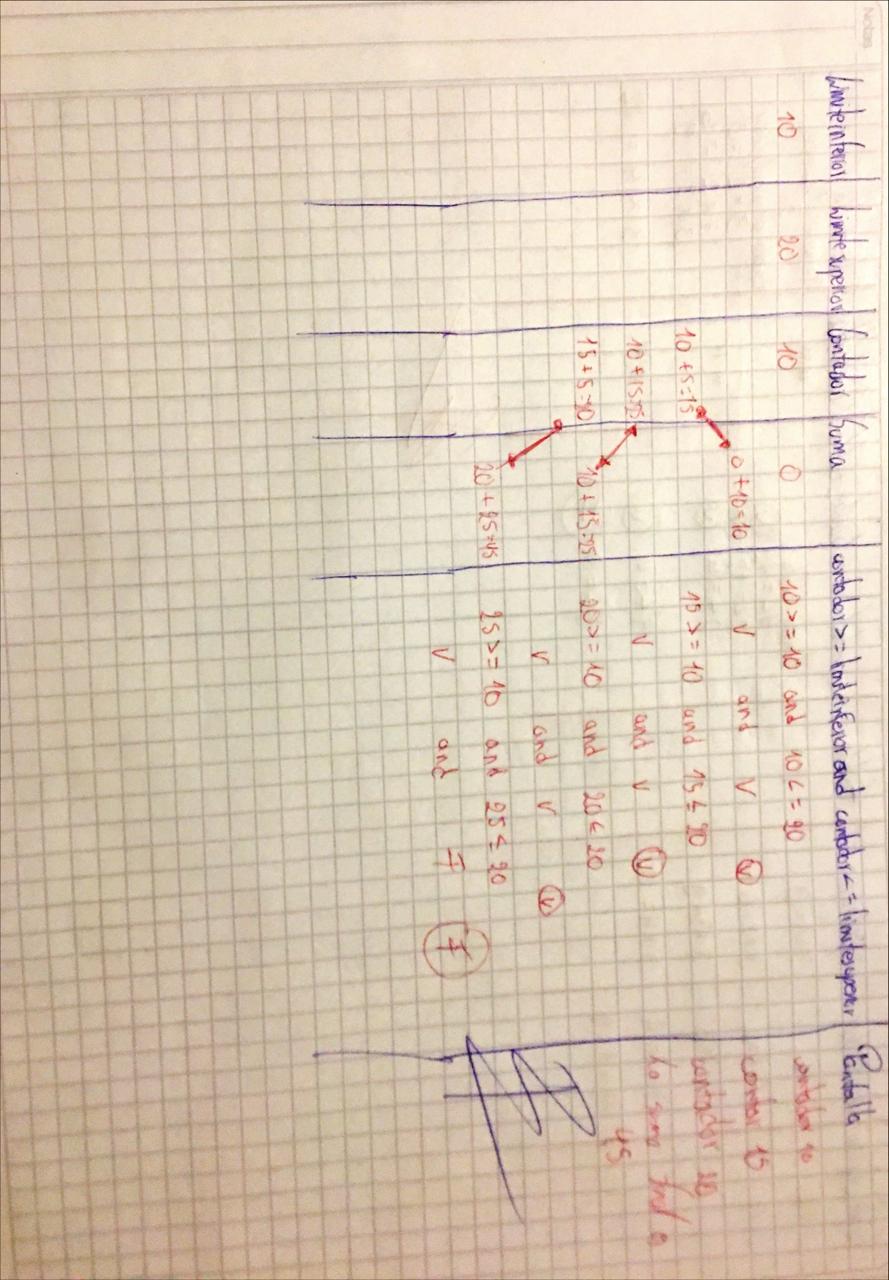 Notas
limiteinferior limite superior contador Suma contador>=limiteinferior and contador<=limitesuperior Pantalla
10 20 10 0 10>=10 and 10<=20 contador 10
0+10=10 v and v (v) contador 15
10+5=15 15>=10 and 15≤20 contador 20
10+15=25 v and v (v) la suma final es
15+5=20 10+15=25 20>=10 and 20≤20 45
v and v (v)
20+25=45 25>=10 and 25≤20
v and F (F)